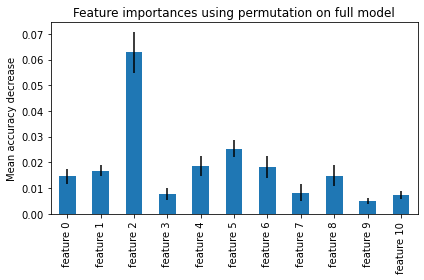 Feature importances using permutation on full model
Mean accuracy decrease
0.07
0.06
0.05
0.04
0.03
0.02
0.01
0.00
feature 0
feature 1
feature 2
feature 3
feature 4
feature 5
feature 6
feature 7
feature 8
feature 9
feature 10